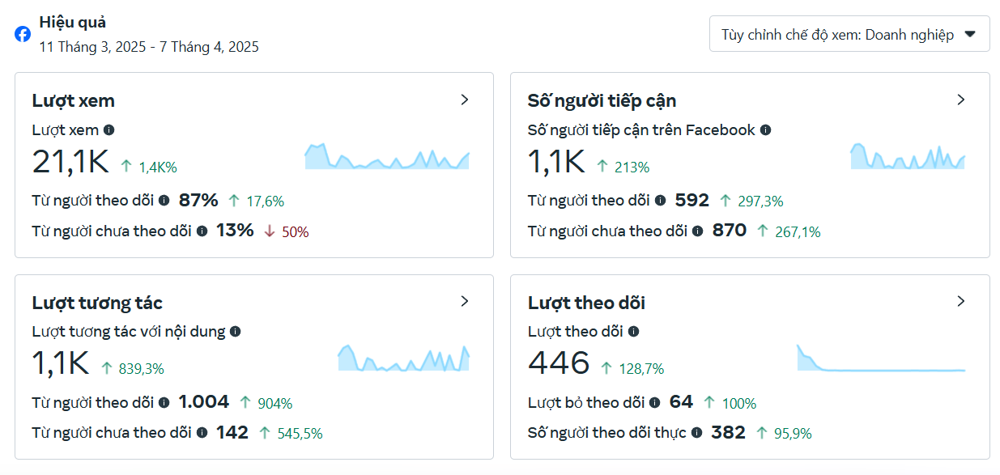 Hiệu quả
11 Tháng 3, 2025 - 7 Tháng 4, 2025
Tùy chỉnh chế độ xem: Doanh nghiệp
Lượt xem
Lượt xem
21,1K 1,4K%
Từ người theo dõi 87% 17,6%
Từ người chưa theo dõi 13% 50%
Số người tiếp cận
Số người tiếp cận trên Facebook
1,1K 213%
Từ người theo dõi 592 297,3%
Từ người chưa theo dõi 870 267,1%
Lượt tương tác
Lượt tương tác với nội dung
1,1K 839,3%
Từ người theo dõi 1.004 904%
Từ người chưa theo dõi 142 545,5%
Lượt theo dõi
Lượt theo dõi
446 128,7%
Lượt bỏ theo dõi 64 100%
Số người theo dõi thực 382 95,9%